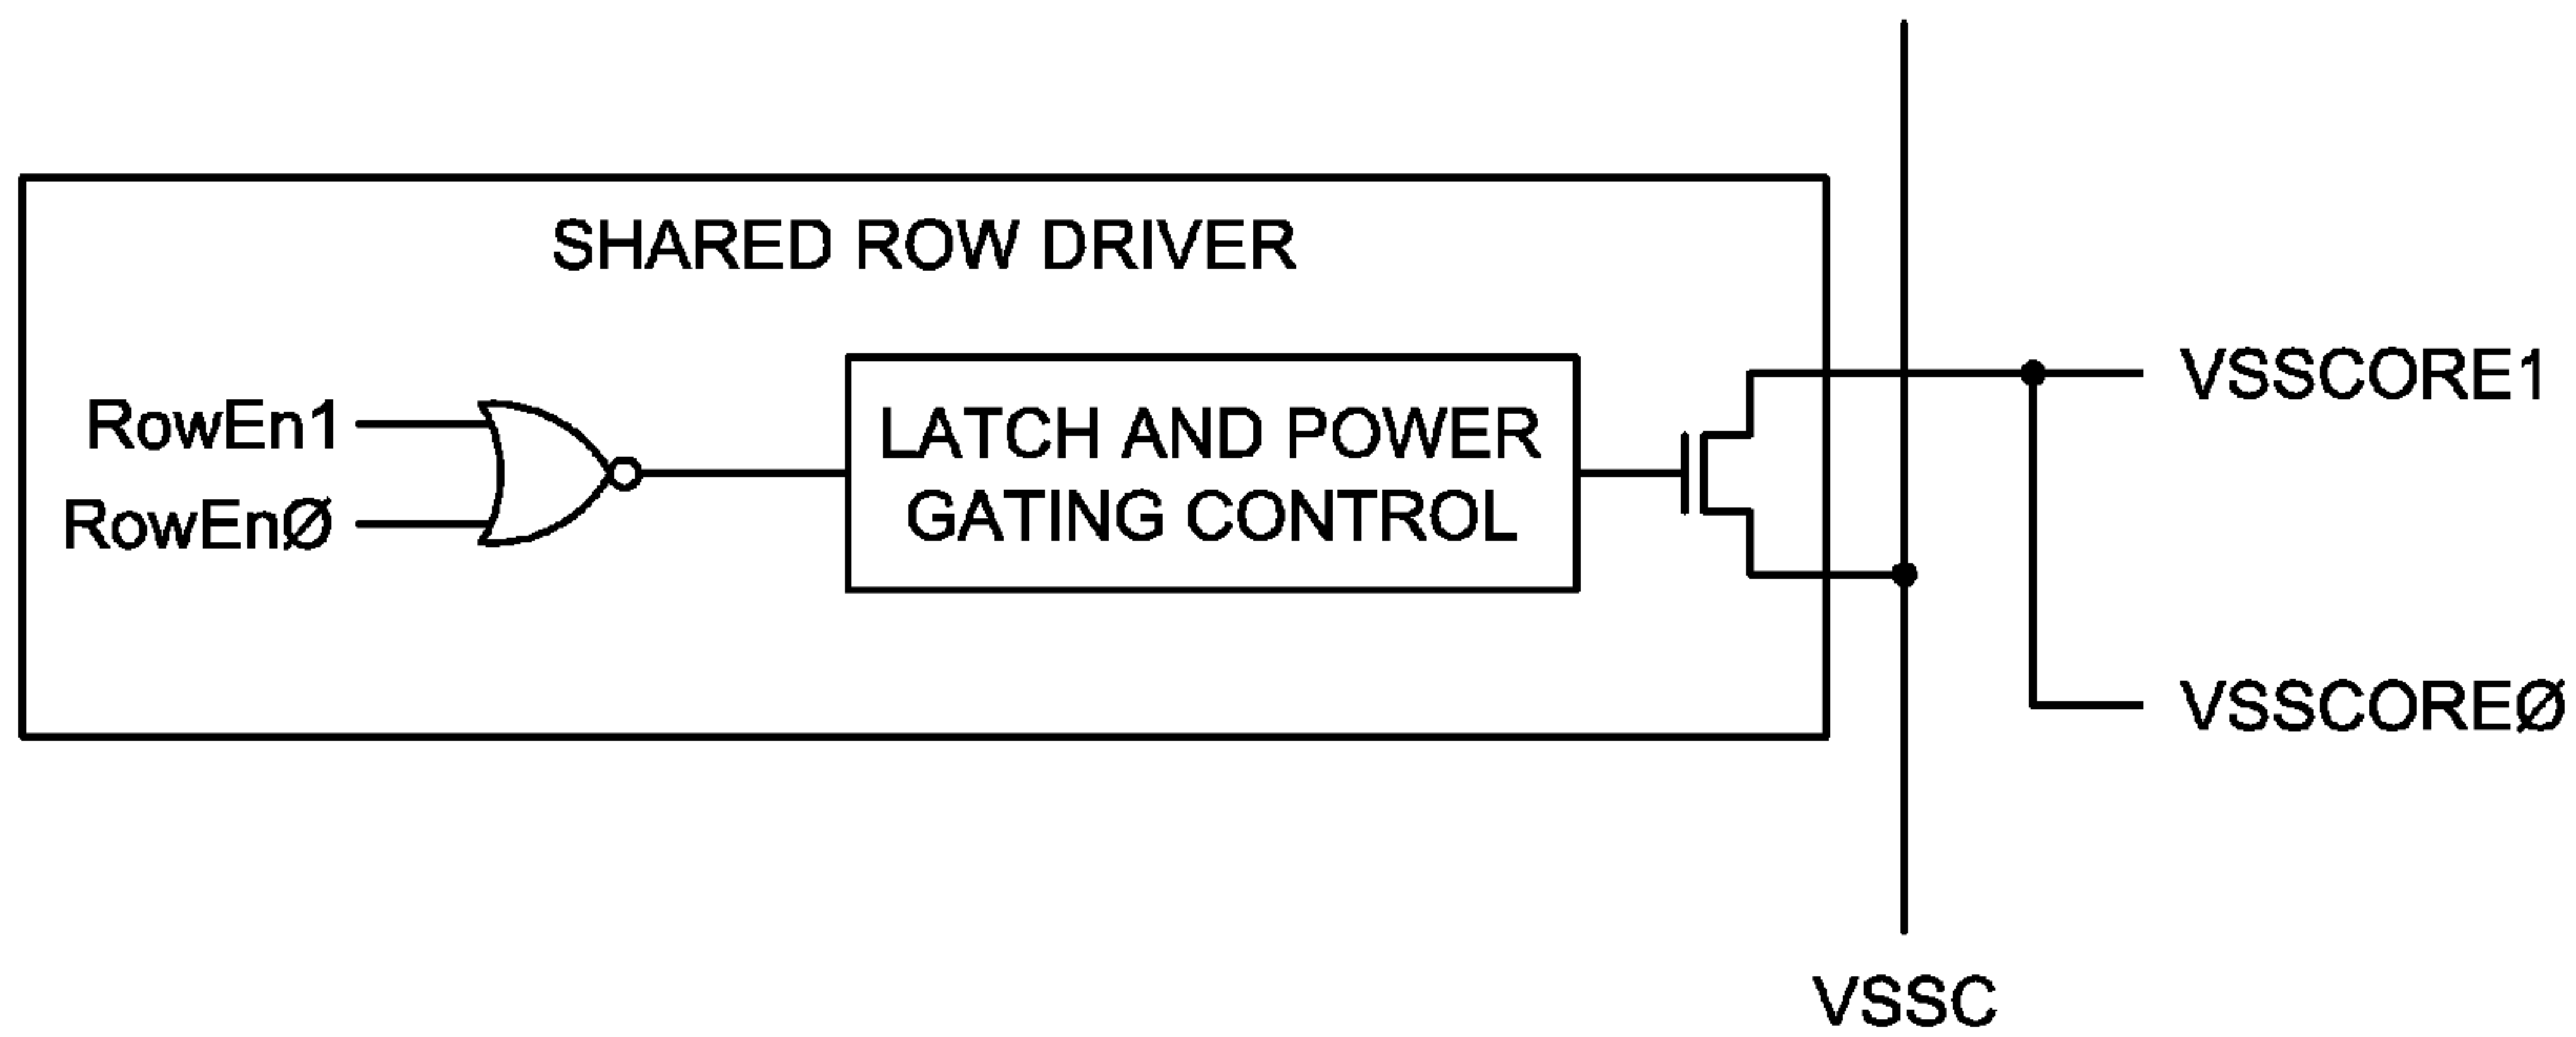 SHARED ROW DRIVER
RowEn1
RowEnØ
LATCH AND POWER
GATING CONTROL
VSSCORE1
VSSCOREØ
VSSC